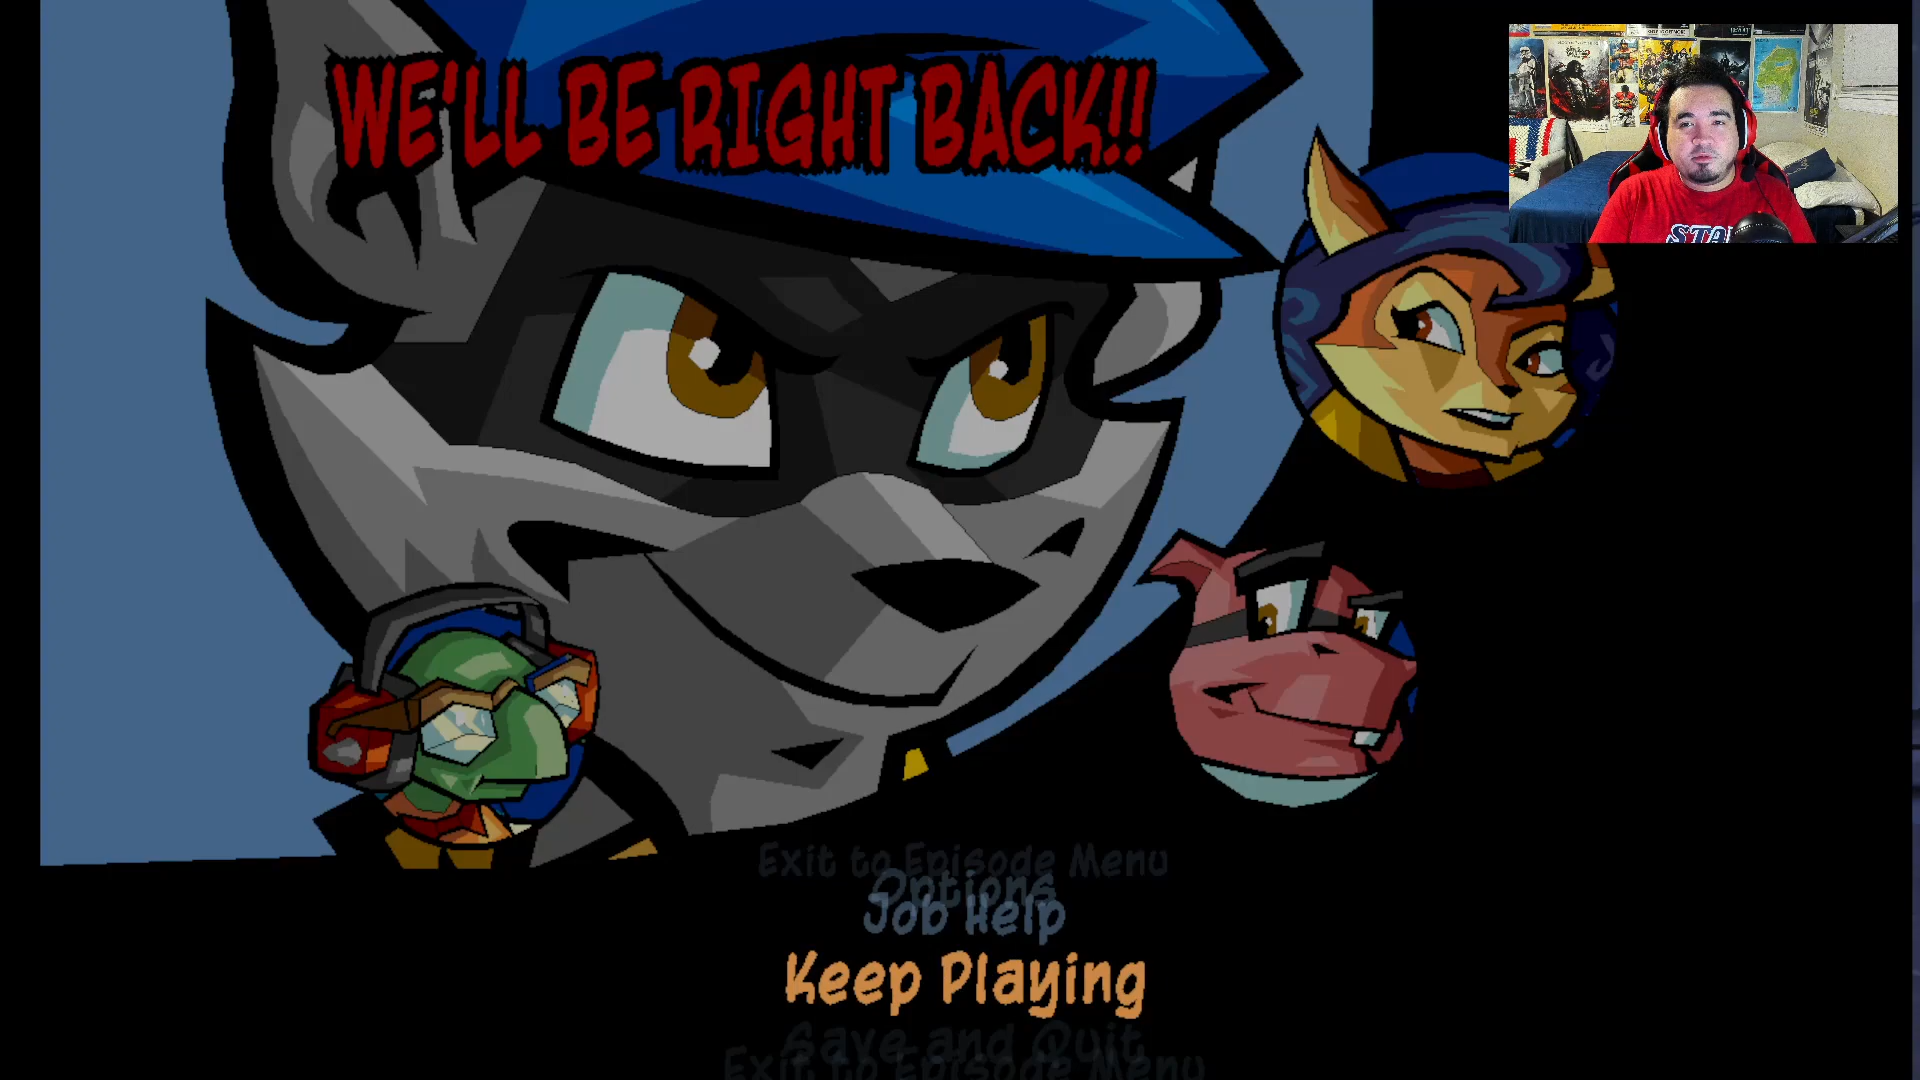 WE'LL BE RIGHT BACK!!
STA
Exit to Episode Menu
Options
Job Help
Keep Playing
Save and Quit
Exit to Episode Menu